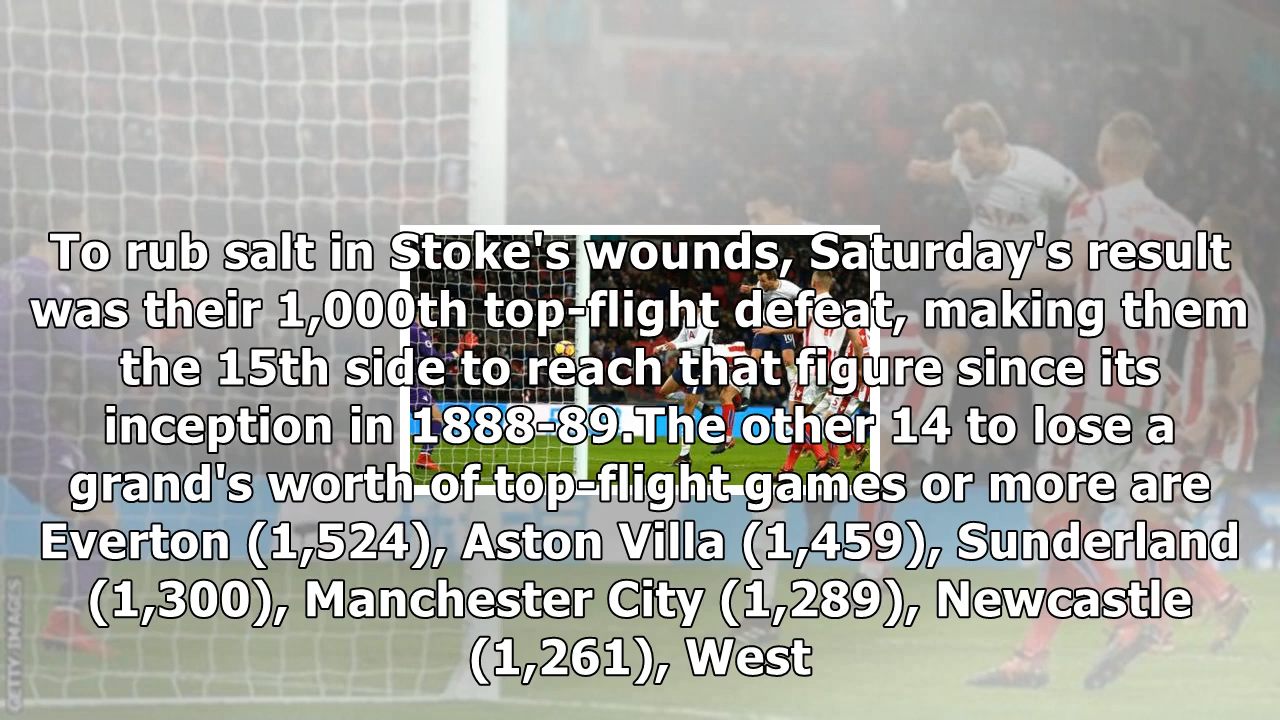 To rub salt in Stoke's wounds, Saturday's result
was their 1,000th top-flight defeat, making them
the 15th side to reach that figure since its
inception in 1888-89.The other 14 to lose a
grand's worth of top-flight games or more are
Everton (1,524), Aston Villa (1,459), Sunderland
(1,300), Manchester City (1,289), Newcastle
(1,261), West
GETTY IMAGES